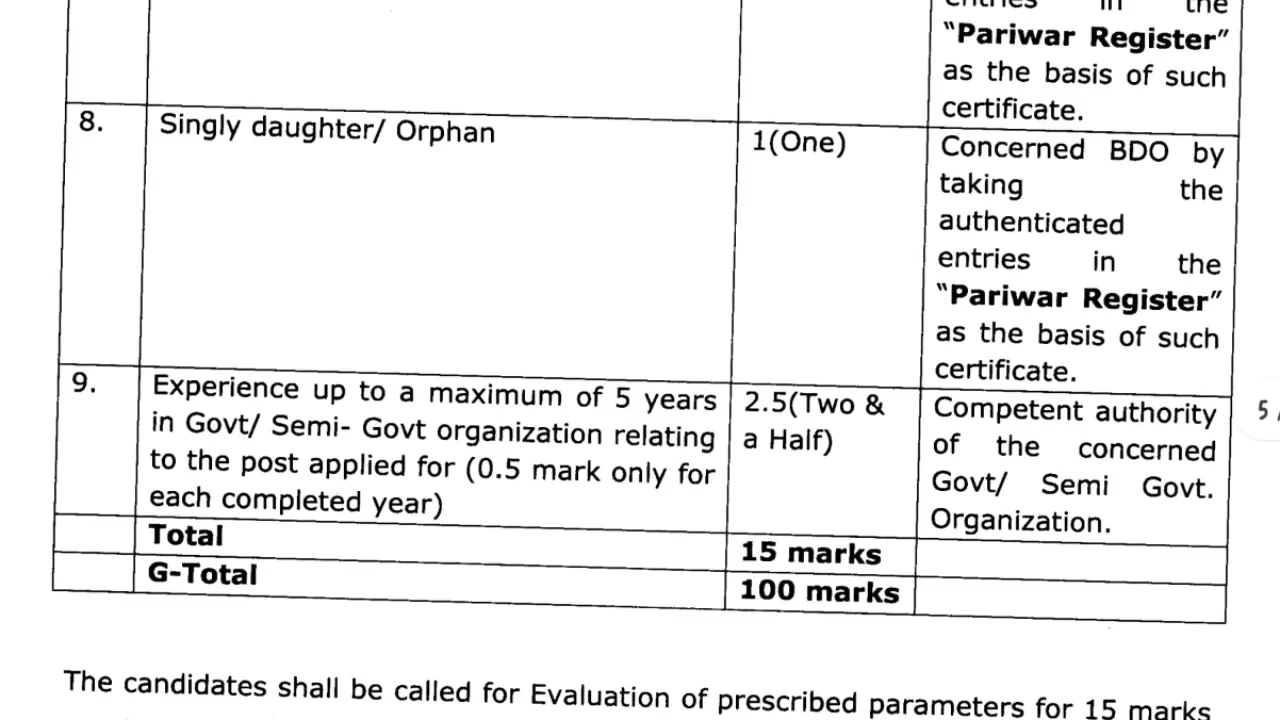 entries in the
“Pariwar Register”
as the basis of such
certificate.
8.
Singly daughter/ Orphan
1(One)
Concerned BDO by
taking the
authenticated
entries in the
“Pariwar Register”
as the basis of such
certificate.
9.
Experience up to a maximum of 5 years
in Govt/ Semi- Govt organization relating
to the post applied for (0.5 mark only for
each completed year)
2.5(Two &
a Half)
Competent authority
of the concerned
Govt/ Semi Govt.
Organization.
Total
15 marks
G-Total
100 marks
The candidates shall be called for Evaluation of prescribed parameters for 15 marks
5